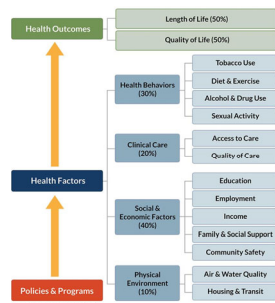 Health Outcomes
Length of Life (50%)
Quality of Life (50%)
Health Factors
Health Behaviors
(30%)
Tobacco Use
Diet & Exercise
Alcohol & Drug Use
Sexual Activity
Clinical Care
(20%)
Access to Care
Quality of Care
Social &
Economic Factors
(40%)
Education
Employment
Income
Family & Social Support
Community Safety
Physical
Environment
(10%)
Air & Water Quality
Housing & Transit
Policies & Programs